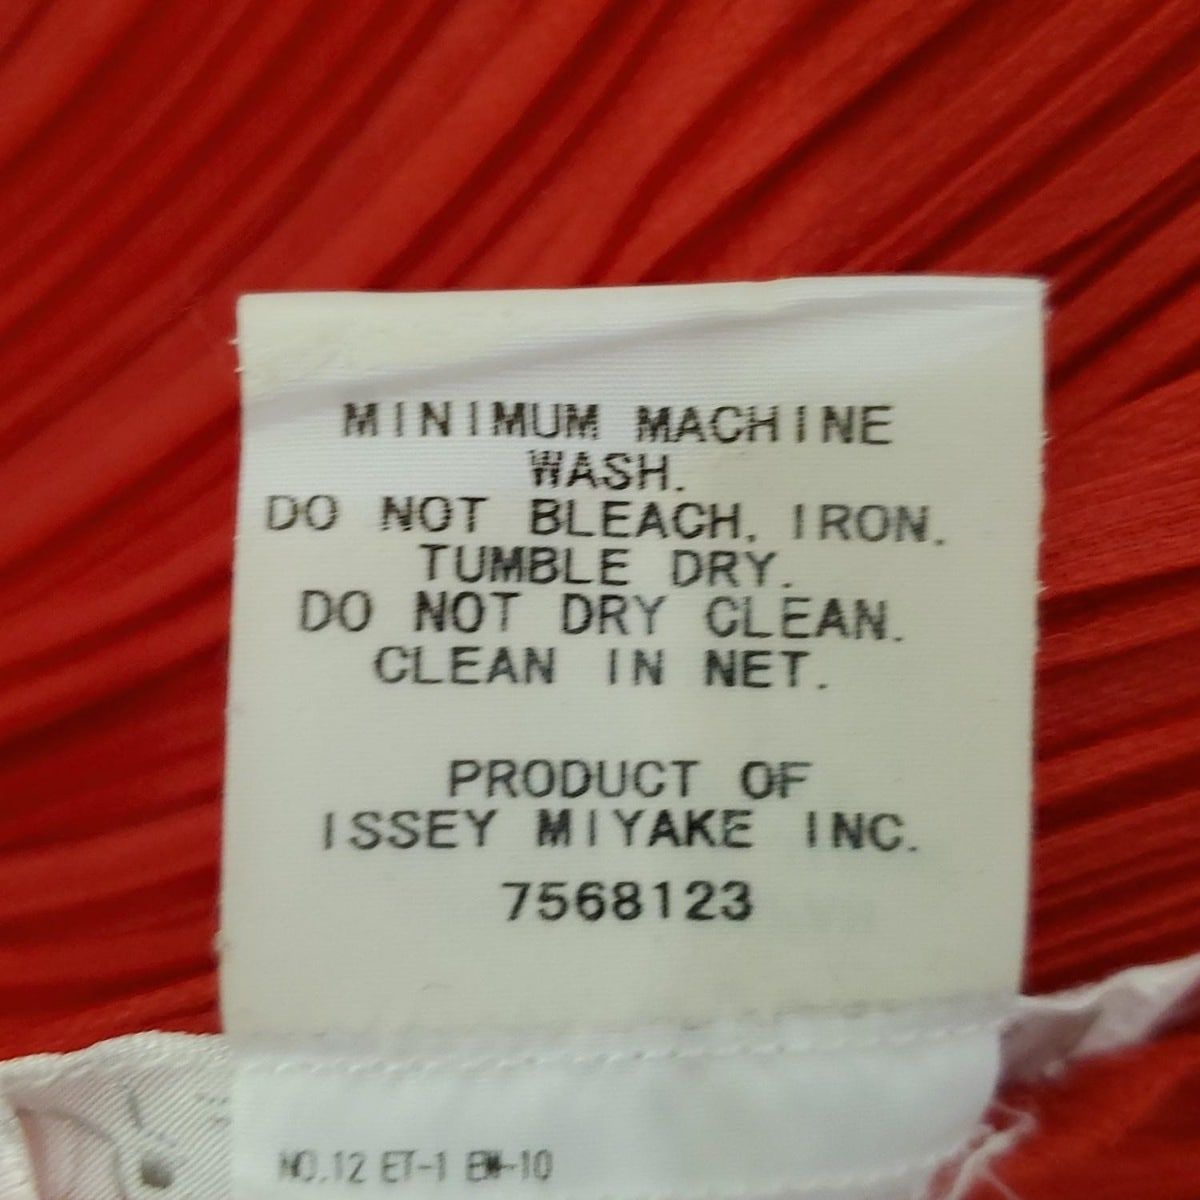 MINIMUM MACHINE
WASH.
DO NOT BLEACH, IRON.
TUMBLE DRY.
DO NOT DRY CLEAN.
CLEAN IN NET.
PRODUCT OF
ISSEY MIYAKE INC.
7568123
NO.12 ET-1 EW-10